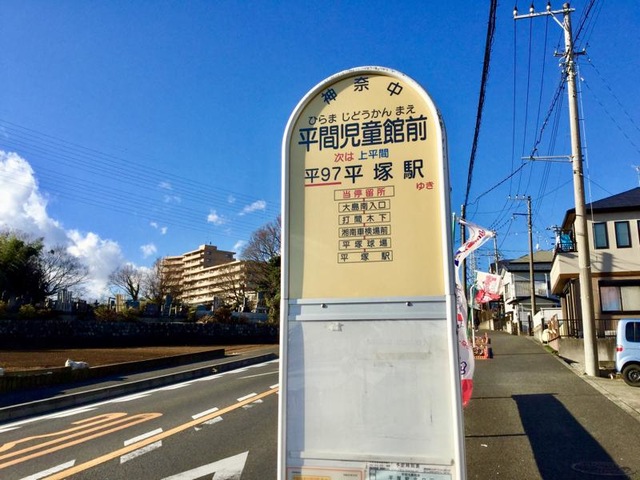 神奈中
ひらま じどうかん まえ
平間児童館前
次は 上平間
平97 平塚駅 ゆき
当停留所
大島南入口
打間木下
湘南車検場前
平塚球場
平塚駅